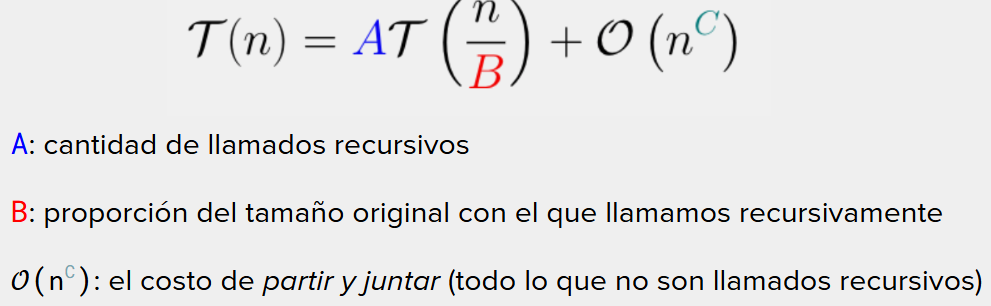 𝒯(n) = A𝒯(n/B) + 𝒪(n^C)
A: cantidad de llamados recursivos
B: proporción del tamaño original con el que llamamos recursivamente
𝒪(n^C): el costo de partir y juntar (todo lo que no son llamados recursivos)